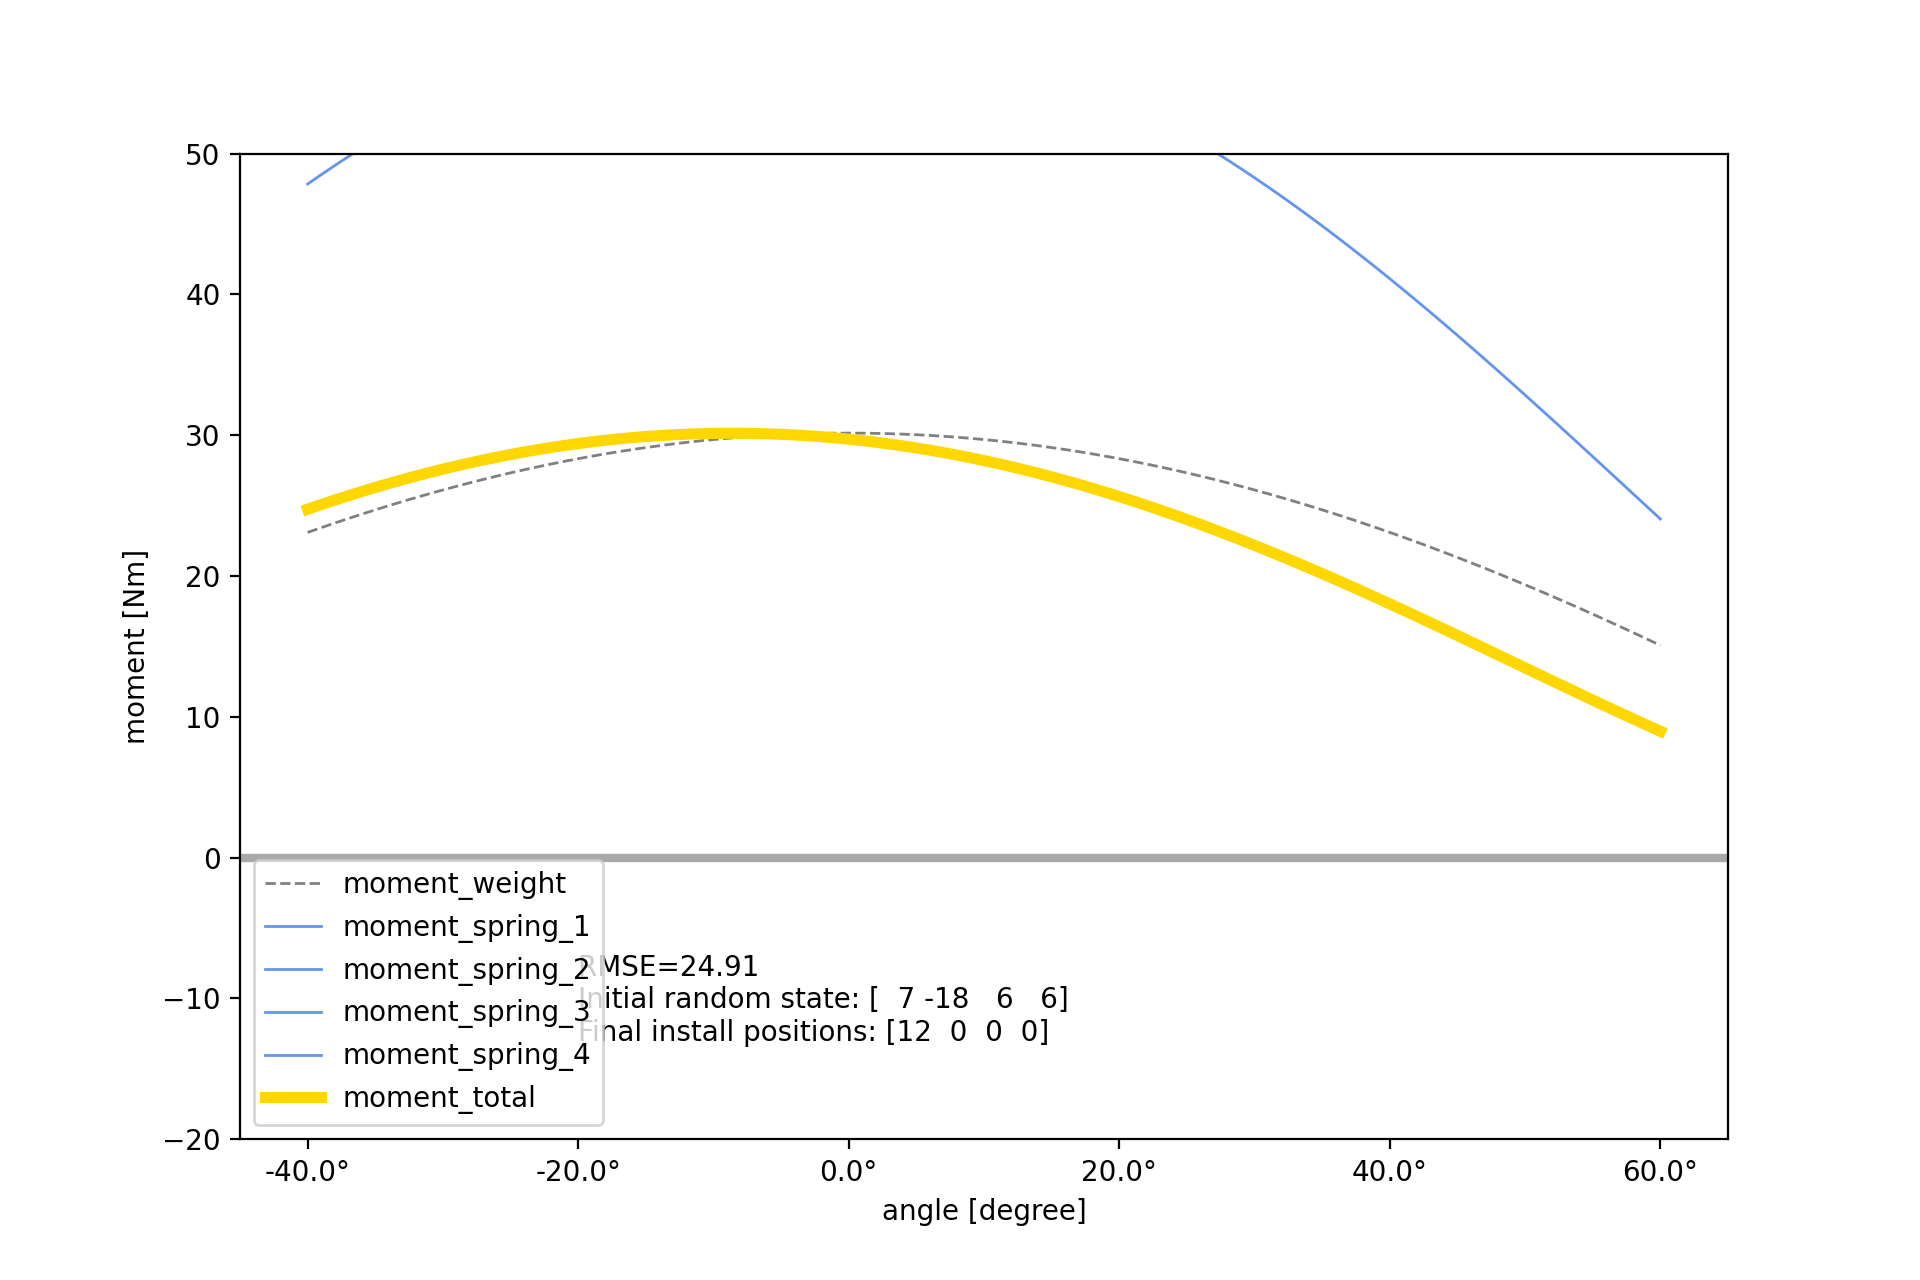 50
40
30
20
10
0
−10
−20
moment [Nm]
moment_weight
moment_spring_1
moment_spring_2
moment_spring_3
moment_spring_4
moment_total
RMSE=24.91
Initial random state: [  7 -18   6   6]
Final install positions: [12  0  0  0]
-40.0° -20.0° 0.0° 20.0° 40.0° 60.0°
angle [degree]